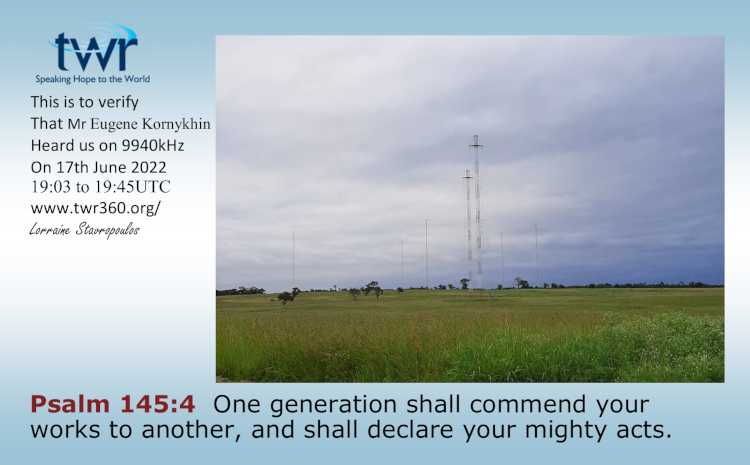 twr
Speaking Hope to the World
This is to verify
That Mr Eugene Kornykhin
Heard us on 9940kHz
On 17th June 2022
19:03 to 19:45UTC
www.twr360.org/
Lorraine Stavropoulos
Psalm 145:4 One generation shall commend your
works to another, and shall declare your mighty acts.